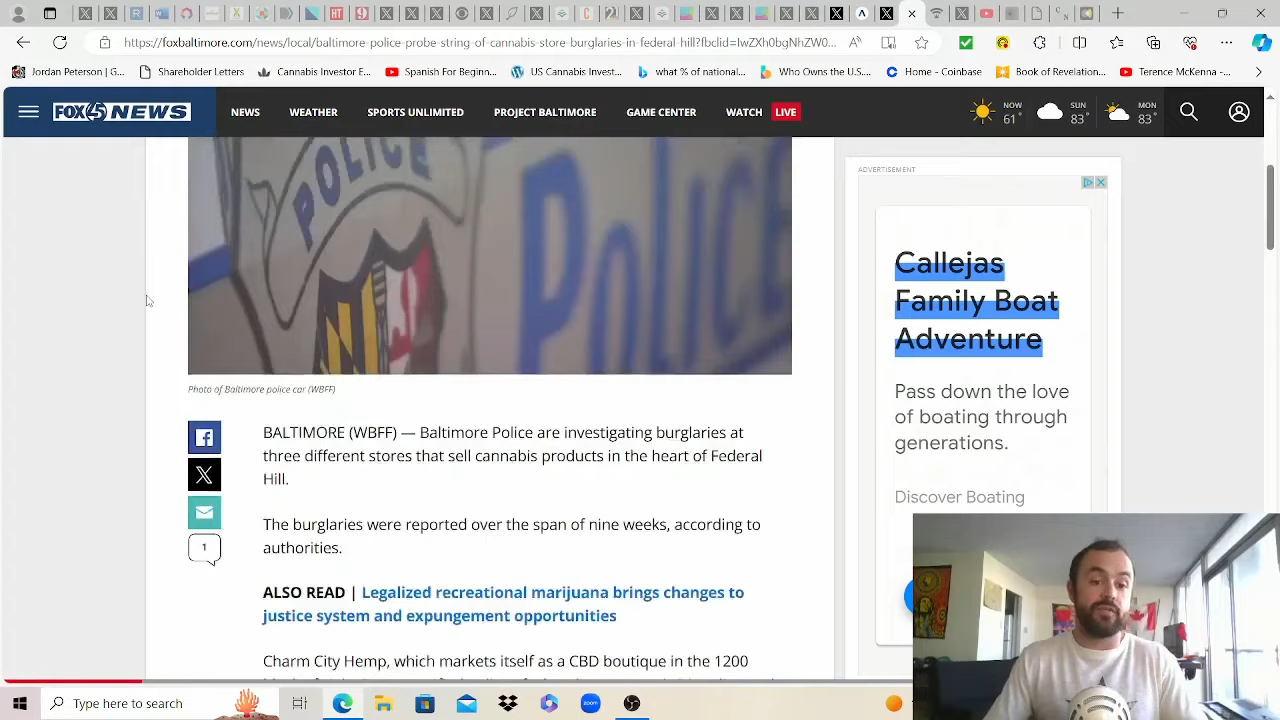 https://foxbaltimore.com/news/local/baltimore-police-probe-string-of-cannabis-store-burglaries-in-federal-hill?fbclid=IwZXh0bgNhZW0...
Jordan Peterson | G...
Shareholder Letters
Cannabis Investor E...
Spanish For Beginn...
US Cannabis Invest...
what % of national...
Who Owns the U.S...
Home - Coinbase
Book of Revelation...
Terence McKenna -...
FOX 45 NEWS
NEWS
WEATHER
SPORTS UNLIMITED
PROJECT BALTIMORE
GAME CENTER
WATCH
LIVE
NOW
61°
SUN
83°
MON
83°
POLICE
Police
Photo of Baltimore police car (WBFF)
BALTIMORE (WBFF) — Baltimore Police are investigating burglaries at
three different stores that sell cannabis products in the heart of Federal
Hill.
The burglaries were reported over the span of nine weeks, according to
authorities.
1
ALSO READ | Legalized recreational marijuana brings changes to
justice system and expungement opportunities
Charm City Hemp, which markets itself as a CBD boutique in the 1200
ADVERTISEMENT
Callejas
Family Boat
Adventure
Pass down the love
of boating through
generations.
Discover Boating
Type here to search
zoom